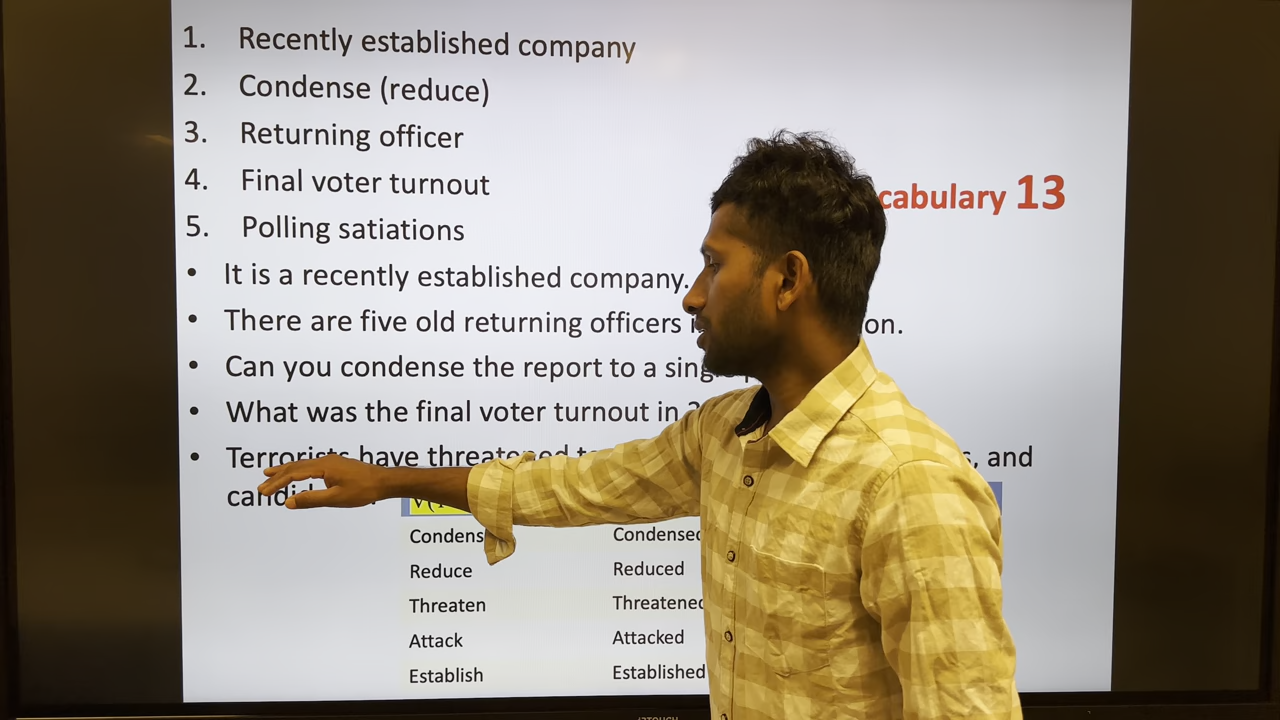 1. Recently established company
2. Condense (reduce)
3. Returning officer
4. Final voter turnout
cabulary 13
5. Polling satiations
• It is a recently established company.
• There are five old returning officers on.
• Can you condense the report to a
• What was the final voter turnout in
• Terrorists have threatened and
Condens Condensed
Reduce Reduced
Threaten Threatened
Attack Attacked
Establish Established